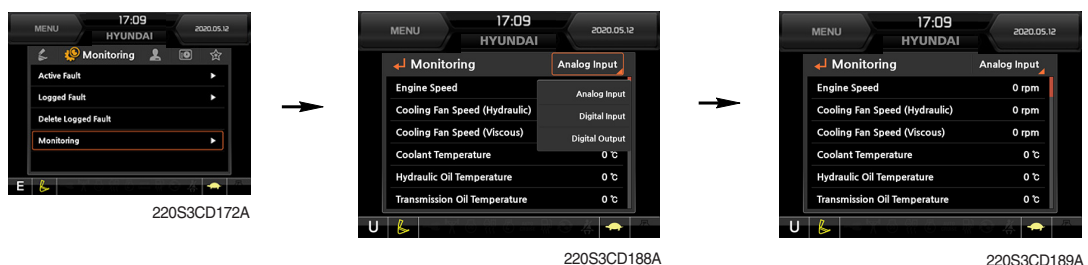 17:09
MENU
HYUNDAI
2020.05.12
Monitoring
Active Fault
Logged Fault
Delete Logged Fault
Monitoring
E
220S3CD172A
17:09
MENU
HYUNDAI
2020.05.12
Monitoring Analog Input
Engine Speed
Analog Input
Cooling Fan Speed (Hydraulic)
Digital Input
Cooling Fan Speed (Viscous)
Digital Output
Coolant Temperature 0 ℃
Hydraulic Oil Temperature 0 ℃
Transmission Oil Temperature 0 ℃
U
220S3CD188A
17:09
MENU
HYUNDAI
2020.05.12
Monitoring Analog Input
Engine Speed 0 rpm
Cooling Fan Speed (Hydraulic) 0 rpm
Cooling Fan Speed (Viscous) 0 rpm
Coolant Temperature 0 ℃
Hydraulic Oil Temperature 0 ℃
Transmission Oil Temperature 0 ℃
U
220S3CD189A